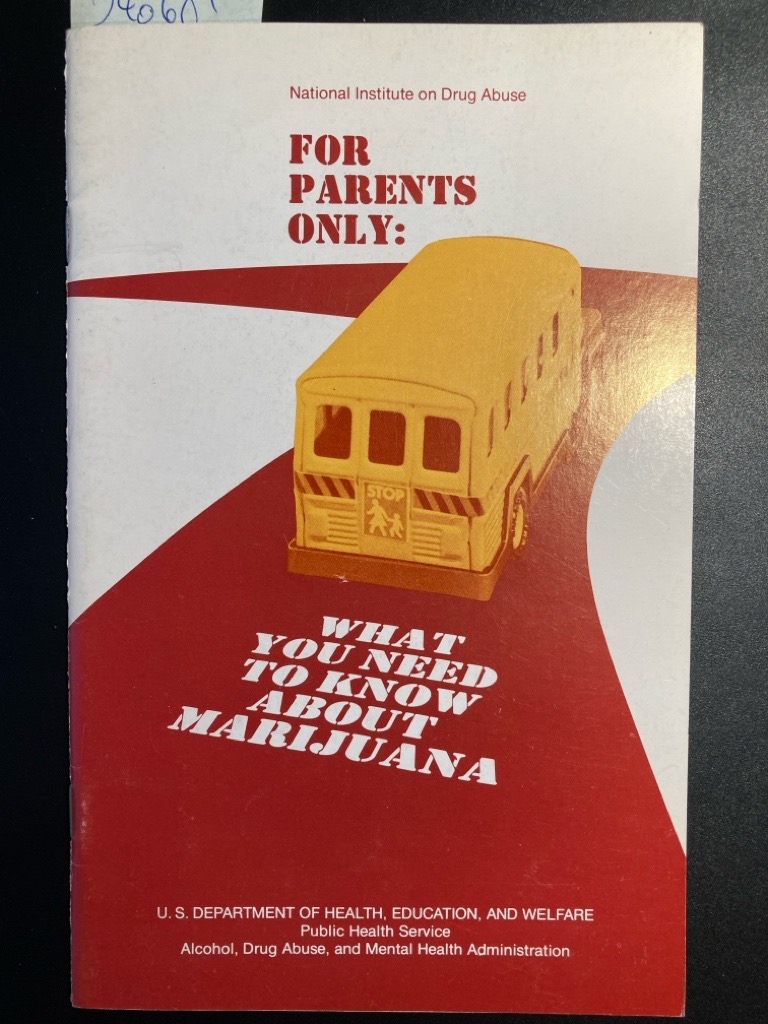 National Institute on Drug Abuse
FOR
PARENTS
ONLY:
STOP
WHAT
YOU NEED
TO KNOW
ABOUT
MARIJUANA
U. S. DEPARTMENT OF HEALTH, EDUCATION, AND WELFARE
Public Health Service
Alcohol, Drug Abuse, and Mental Health Administration